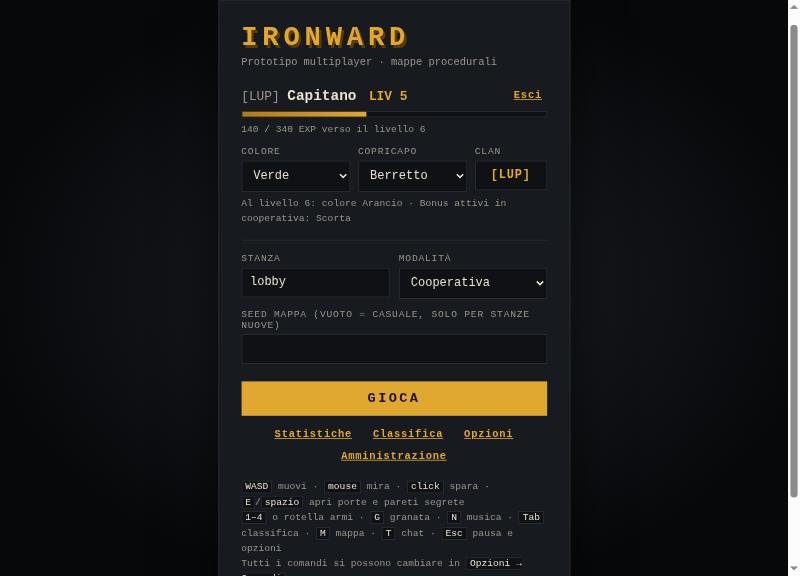 IRONWARD
Prototipo multiplayer · mappe procedurali
[LUP] Capitano LIV 5 Esci
140 / 340 EXP verso il livello 6
COLORE COPRICAPO CLAN
Verde Berretto [LUP]
Al livello 6: colore Arancio · Bonus attivi in
cooperativa: Scorta
STANZA MODALITÀ
lobby Cooperativa
SEED MAPPA (VUOTO = CASUALE, SOLO PER STANZE
NUOVE)
GIOCA
Statistiche Classifica Opzioni
Amministrazione
WASD muovi · mouse mira · click spara ·
E / spazio apri porte e pareti segrete
1–4 o rotella armi · G granata · N musica · Tab
classifica · M mappa · T chat · Esc pausa e
opzioni
Tutti i comandi si possono cambiare in Opzioni →